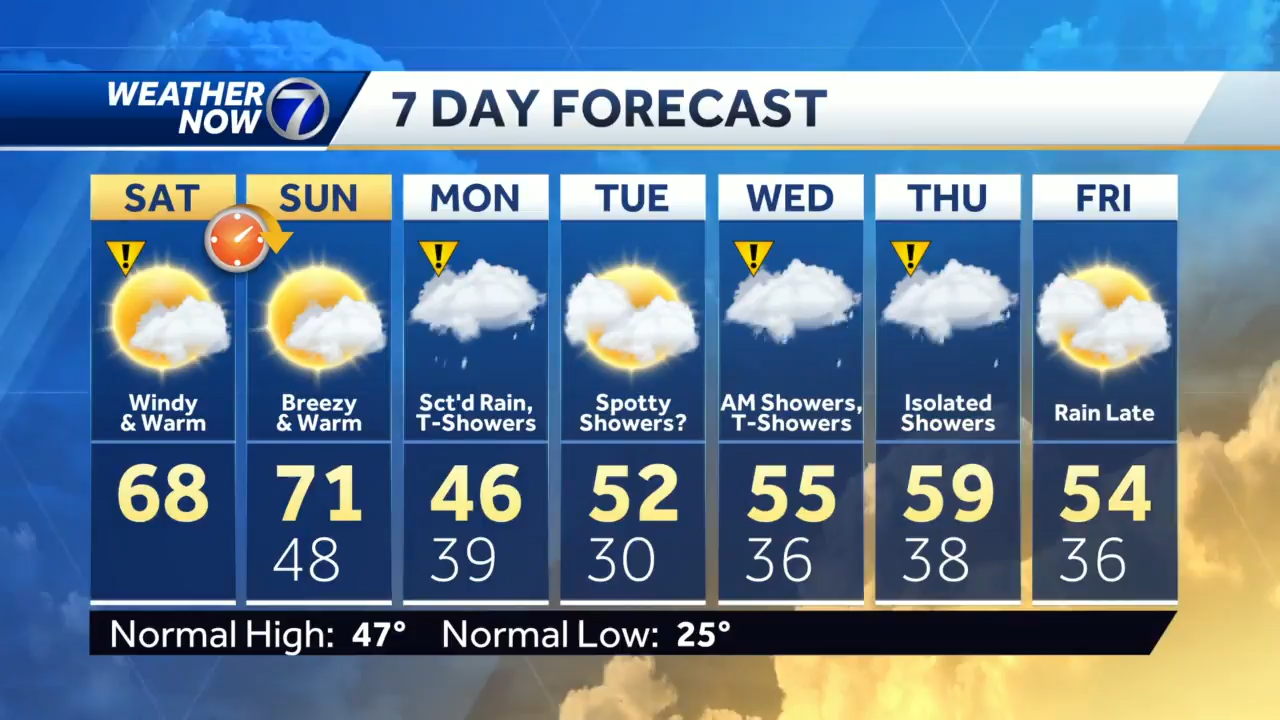 WEATHER
NOW 7
7 DAY FORECAST
SAT
SUN
MON
TUE
WED
THU
FRI
!
!
!
!
Windy
& Warm
Breezy
& Warm
Sct'd Rain,
T-Showers
Spotty
Showers?
AM Showers,
T-Showers
Isolated
Showers
Rain Late
68
71
46
52
55
59
54
48
39
30
36
38
36
Normal High: 47° Normal Low: 25°